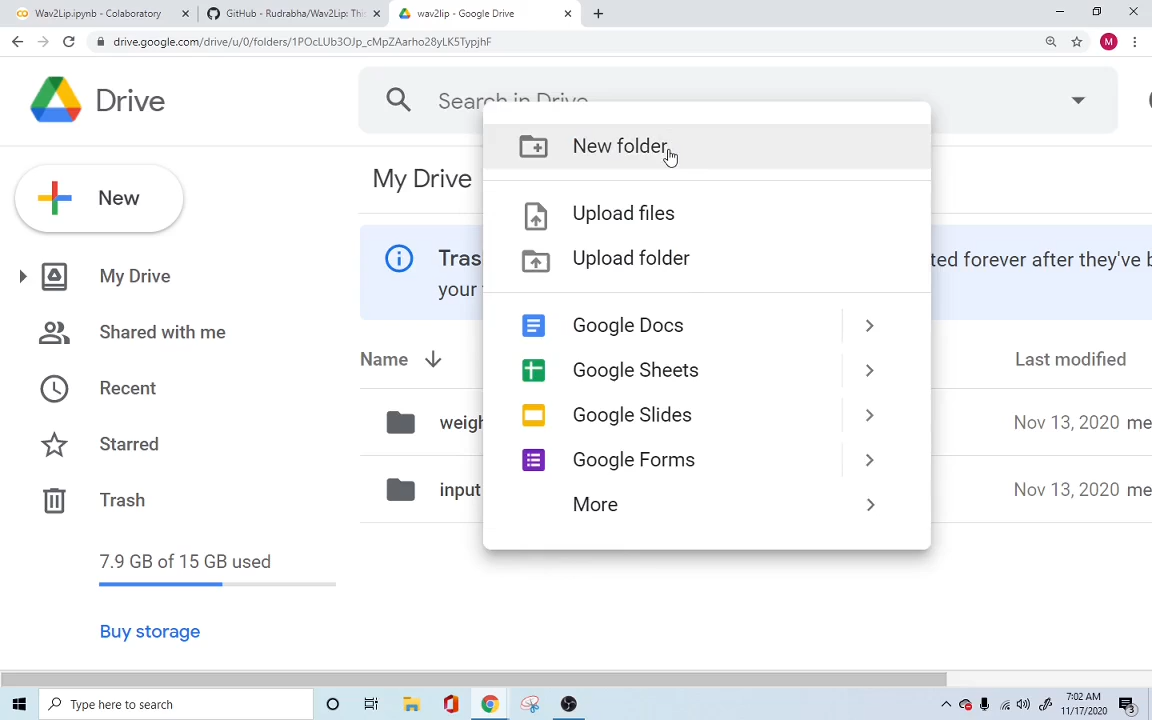 Wav2Lip.ipynb - Colaboratory
GitHub - Rudrabha/Wav2Lip: This
wav2lip - Google Drive
drive.google.com/drive/u/0/folders/1POcLUb3OJp_cMpZAarho28yLK5TypjhF
M
Drive
Search in Drive
New folder
My Drive
New
Upload files
Tras
ted forever after they've b
Upload folder
your
My Drive
Google Docs
Shared with me
Name
Last modified
Google Sheets
Recent
Google Slides
weigh
Nov 13, 2020 me
Starred
Google Forms
input
Nov 13, 2020 me
Trash
More
7.9 GB of 15 GB used
Buy storage
Type here to search
7:02 AM
11/17/2020
3